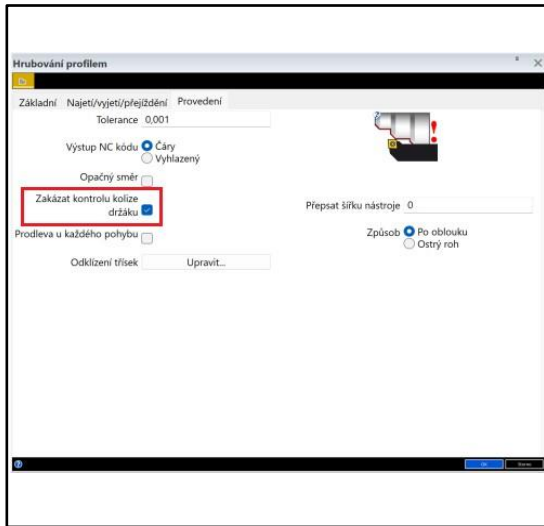 Hrubování profilem
Základní Najetí/vyjetí/přejíždění Provedení
Tolerance 0,001
Výstup NC kódu Čáry
Vyhlazený
Opačný směr
Zakázat kontrolu kolize
držáku
Přepsat šířku nástroje 0
Prodleva u každého pohybu
Způsob Po oblouku
Ostrý roh
Odklízení třísek Upravit...
OK Storno